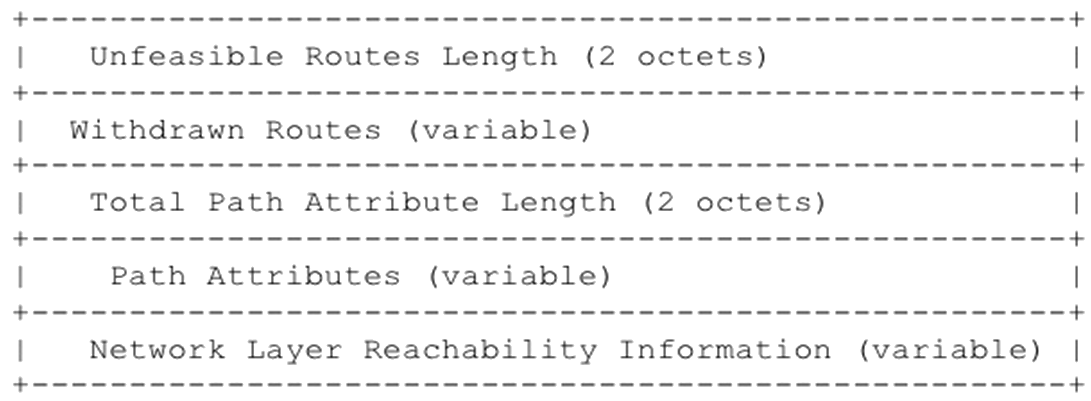 +-----------------------------------------------------+
|   Unfeasible Routes Length (2 octets)               |
+-----------------------------------------------------+
|  Withdrawn Routes (variable)                        |
+-----------------------------------------------------+
|   Total Path Attribute Length (2 octets)            |
+-----------------------------------------------------+
|    Path Attributes (variable)                       |
+-----------------------------------------------------+
|   Network Layer Reachability Information (variable) |
+-----------------------------------------------------+